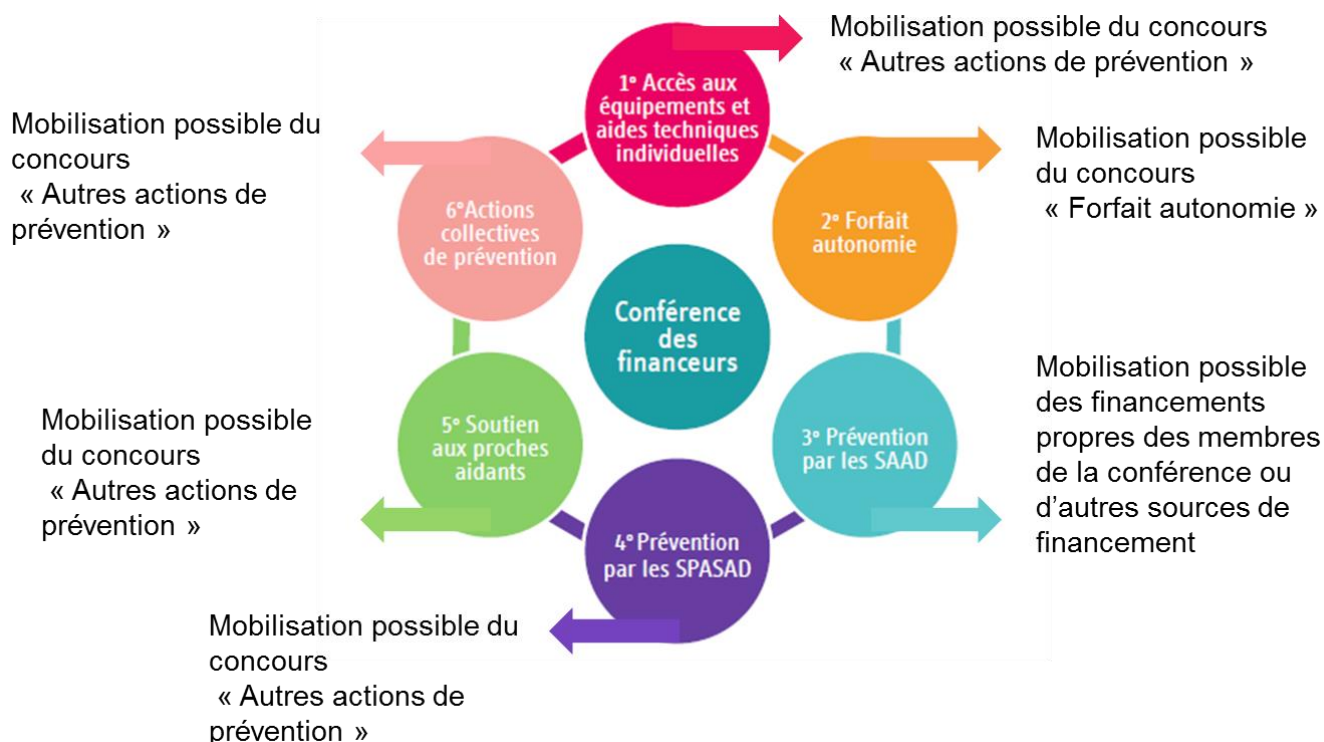 Mobilisation possible du concours
« Autres actions de prévention »
1° Accès aux
équipements et
aides techniques
individuelles
Mobilisation possible du
concours
« Autres actions de
prévention »
Mobilisation possible
du concours
« Forfait autonomie »
6°Actions
collectives
de prévention
2° Forfait
autonomie
Conférence
des
financeurs
Mobilisation possible
du concours
« Autres actions de
prévention »
5° Soutien
aux proches
aidants
3° Prévention
par les SAAD
Mobilisation possible
des financements
propres des membres
de la conférence ou
d’autres sources de
financement
4° Prévention
par les SPASAD
Mobilisation possible du
concours
« Autres actions de
prévention »